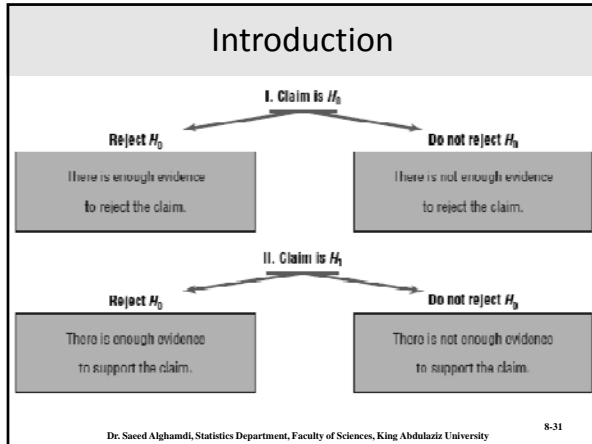 Introduction
I. Claim is H₀
Reject H₀ Do not reject H₀
There is enough evidence There is not enough evidence
to reject the claim. to reject the claim.
II. Claim is H₁
Reject H₀ Do not reject H₀
There is enough evidence There is not enough evidence
to support the claim. to support the claim.
8-31
Dr. Saeed Alghamdi, Statistics Department, Faculty of Sciences, King Abdulaziz University